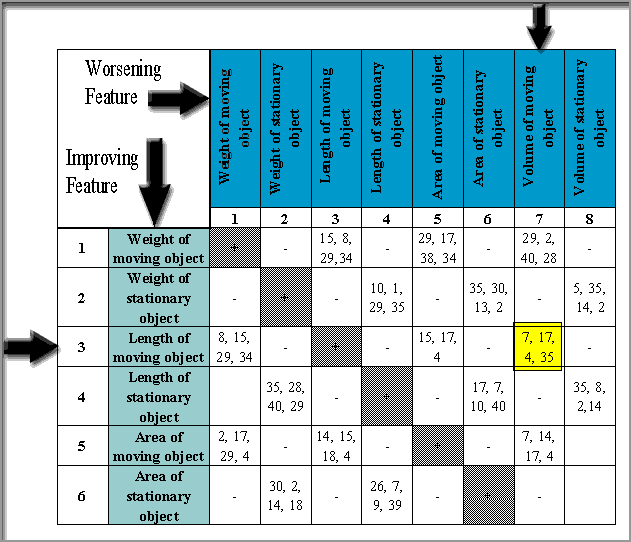 Worsening
Feature
Improving
Feature
Weight of moving
object
Weight of stationary
object
Length of moving
object
Length of stationary
object
Area of moving object
Area of stationary
object
Volume of moving
object
Volume of stationary
object
1 2 3 4 5 6 7 8
1 Weight of
moving object + - 15, 8,
29,34 - 29, 17,
38, 34 - 29, 2,
40, 28 -
2 Weight of
stationary
object - + - 10, 1,
29, 35 - 35, 30,
13, 2 - 5, 35,
14, 2
3 Length of
moving object 8, 15,
29, 34 - + - 15, 17,
4 - 7, 17,
4, 35 -
4 Length of
stationary
object 35, 28,
40, 29 - + - 17, 7,
10, 40 - 35, 8,
2,14
5 Area of
moving object 2, 17,
29, 4 - 14, 15,
18, 4 - + - 7, 14,
17, 4
6 Area of
stationary
object - 30, 2,
14, 18 - 26, 7,
9, 39 - + -